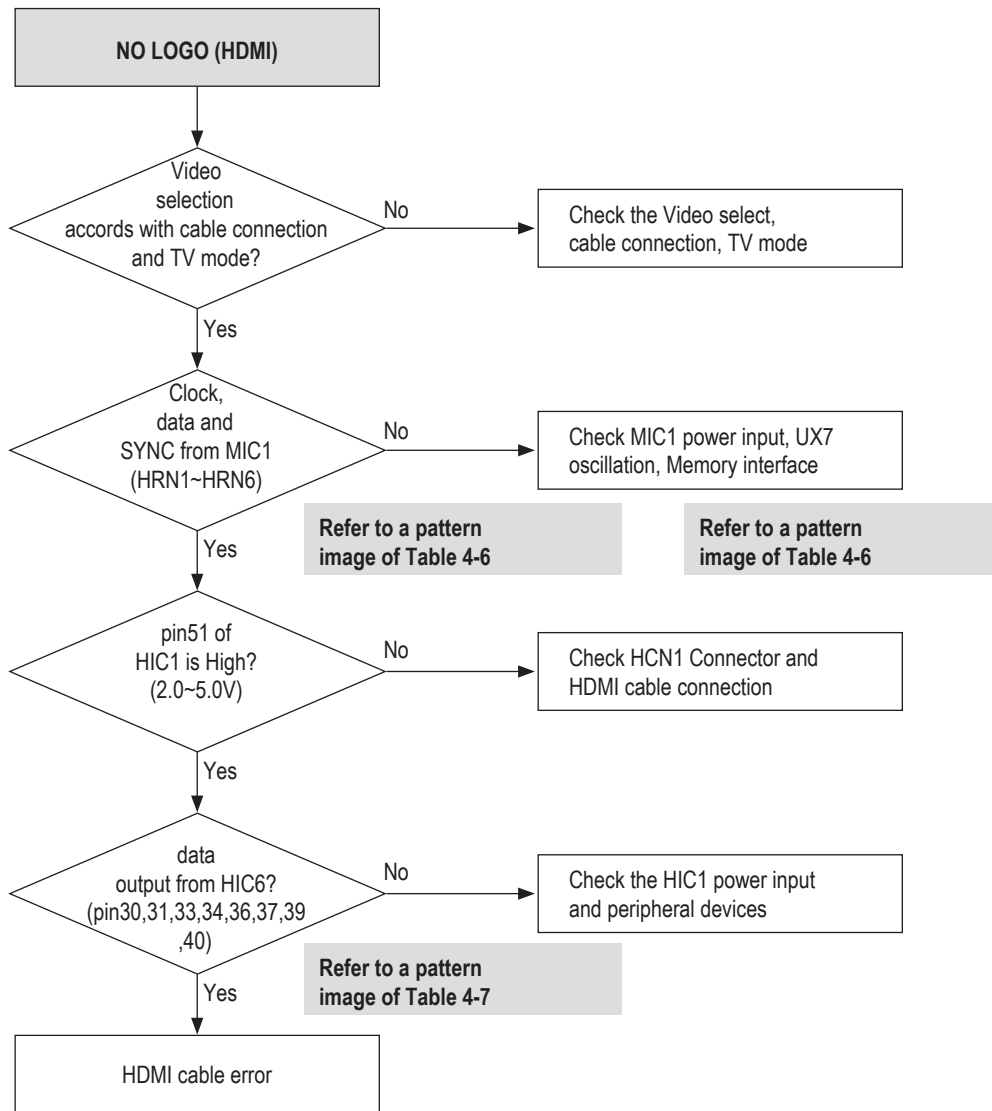 NO LOGO (HDMI)
Video
selection
accords with cable connection
and TV mode?
No
Check the Video select,
cable connection, TV mode
Yes
Clock,
data and
SYNC from MIC1
(HRN1~HRN6)
No
Check MIC1 power input, UX7
oscillation, Memory interface
Refer to a pattern
image of Table 4-6
Refer to a pattern
image of Table 4-6
Yes
pin51 of
HIC1 is High?
(2.0~5.0V)
No
Check HCN1 Connector and
HDMI cable connection
Yes
data
output from HIC6?
(pin30,31,33,34,36,37,39
,40)
No
Check the HIC1 power input
and peripheral devices
Refer to a pattern
image of Table 4-7
Yes
HDMI cable error